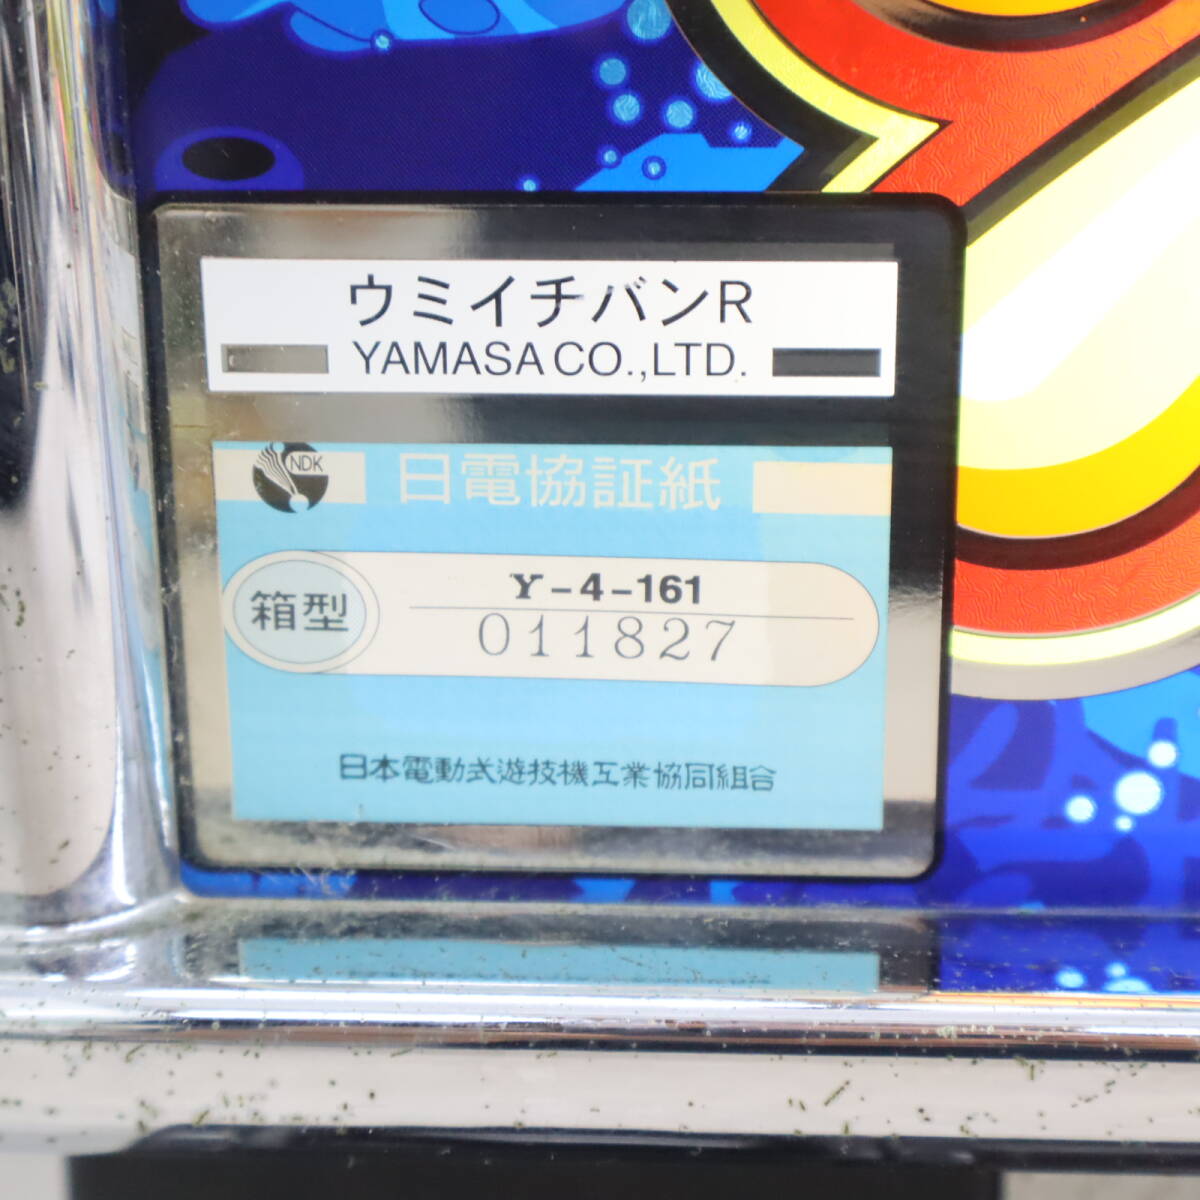 ウミイチバンR
YAMASA CO.,LTD.
NDK
日電協証紙
箱型
Y-4-161
011827
日本電動式遊技機工業協同組合